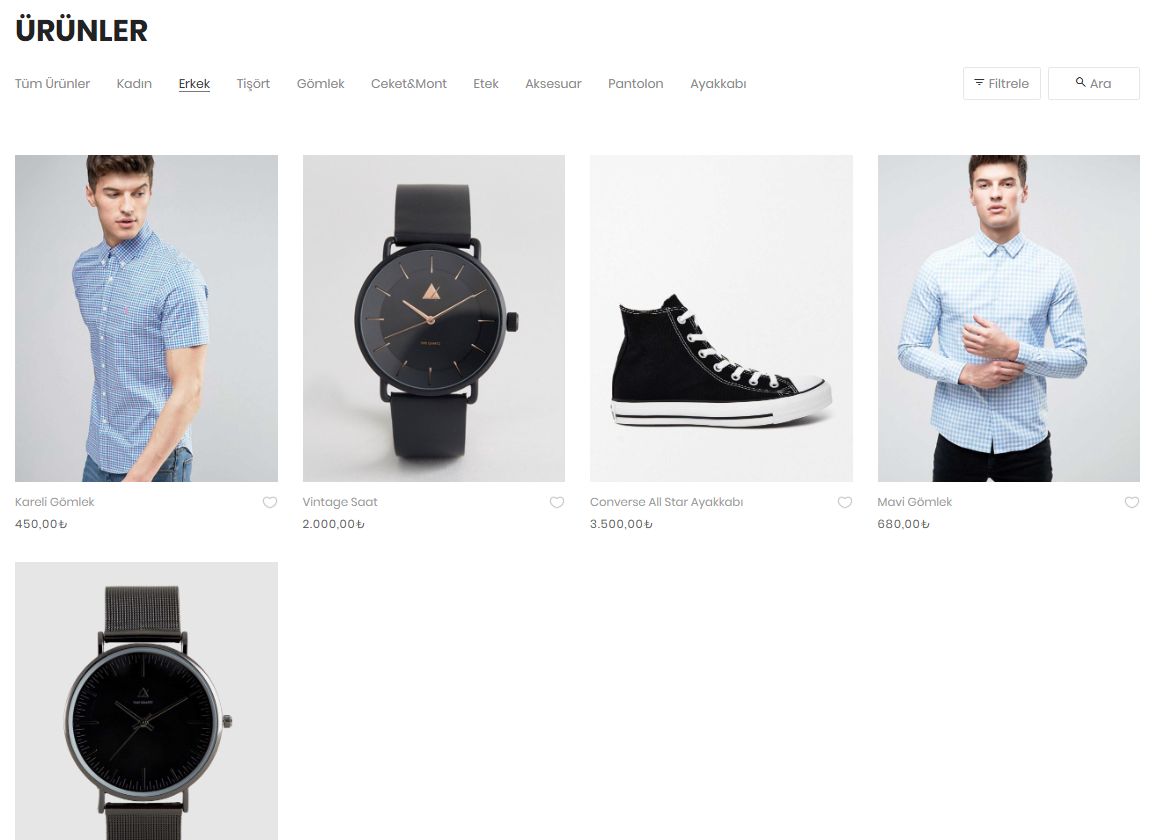 ÜRÜNLER
Tüm Ürünler Kadın Erkek Tişört Gömlek Ceket&Mont Etek Aksesuar Pantolon Ayakkabı Filtrele Ara
Kareli Gömlek
450,00₺
Vintage Saat
2.000,00₺
Converse All Star Ayakkabı
3.500,00₺
Mavi Gömlek
680,00₺